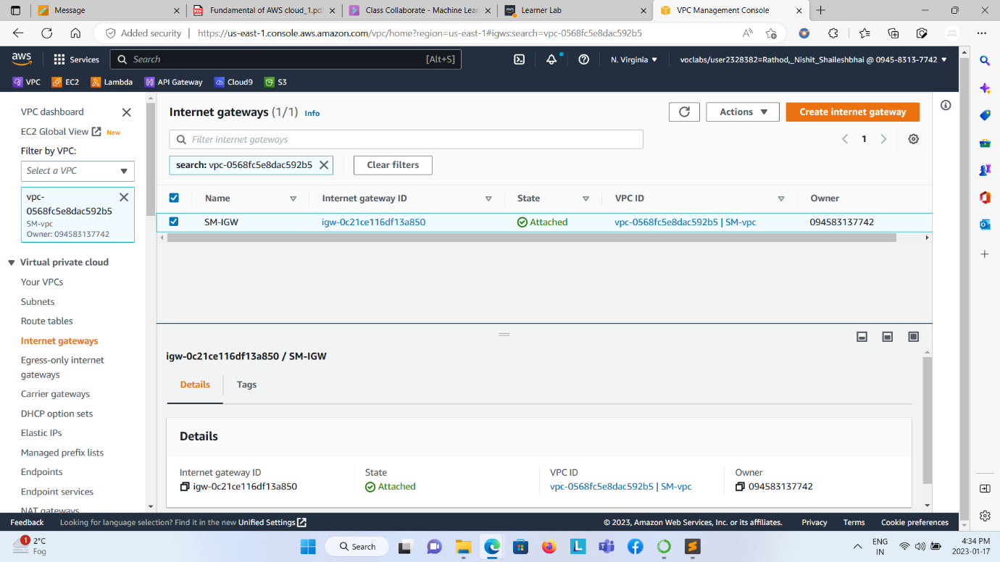 Message
Fundamental of AWS cloud_1.pdf
Class Collaborate - Machine Lear
Learner Lab
VPC Management Console
Added security
https://us-east-1.console.aws.amazon.com/vpc/home?region=us-east-1#igws:search=vpc-0568fc5e8dac592b5
aws
Services
Search
[Alt+S]
N. Virginia
voclabs/user2328382=Rathod,_Nishit_Shaileshbhai @ 0945-8313-7742
VPC
EC2
Lambda
API Gateway
Cloud9
S3
VPC dashboard
EC2 Global View
New
Filter by VPC:
Select a VPC
vpc-
0568fc5e8dac592b5
SM-vpc
Owner: 094583137742
Virtual private cloud
Your VPCs
Subnets
Route tables
Internet gateways
Egress-only internet
gateways
Carrier gateways
DHCP option sets
Elastic IPs
Managed prefix lists
Endpoints
Endpoint services
NAT gateways
Internet gateways (1/1) Info
Actions
Create internet gateway
Filter internet gateways
1
search: vpc-0568fc5e8dac592b5
Clear filters
Name
Internet gateway ID
State
VPC ID
Owner
SM-IGW
igw-0c21ce116df13a850
Attached
vpc-0568fc5e8dac592b5 | SM-vpc
094583137742
igw-0c21ce116df13a850 / SM-IGW
Details
Tags
Details
Internet gateway ID
igw-0c21ce116df13a850
State
Attached
VPC ID
vpc-0568fc5e8dac592b5 | SM-vpc
Owner
094583137742
Feedback
Looking for language selection? Find it in the new Unified Settings
© 2023, Amazon Web Services, Inc. or its affiliates.
Privacy
Terms
Cookie preferences
1
2°C
Fog
Search
ENG
IN
4:34 PM
2023-01-17